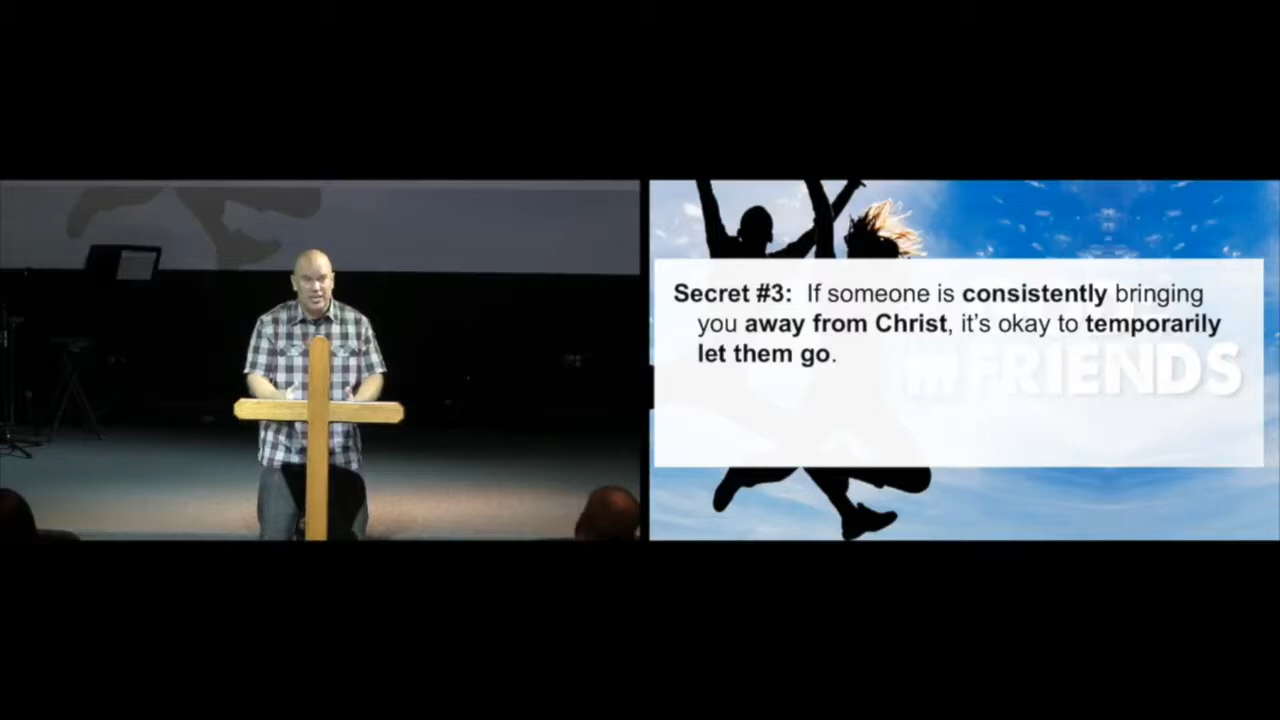 Secret #3: If someone is consistently bringing
you away from Christ, it's okay to temporarily
let them go.
FRIENDS